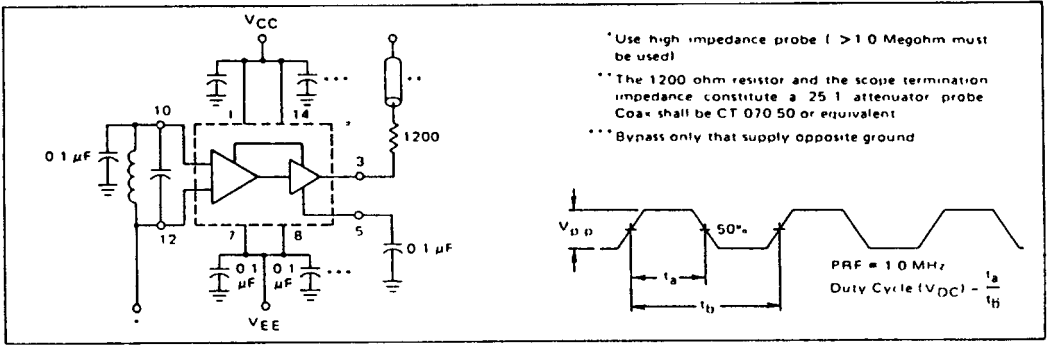 VCC
***
**
10
1
14
*
0 1 µF
3
1200
12
7
8
5
0 1 µF
0 1 µF
***
0 1 µF
VEE
*
*Use high impedance probe ( >1 0 Megohm must
be used)
**The 1200 ohm resistor and the scope termination
impedance constitute a 25 1 attenuator probe
Coax shall be CT 070 50 or equivalent
***Bypass only that supply opposite ground
Vp p
50%
ta
tb
PRF = 1 0 MHz
Duty Cycle (VDC) - ta
tb